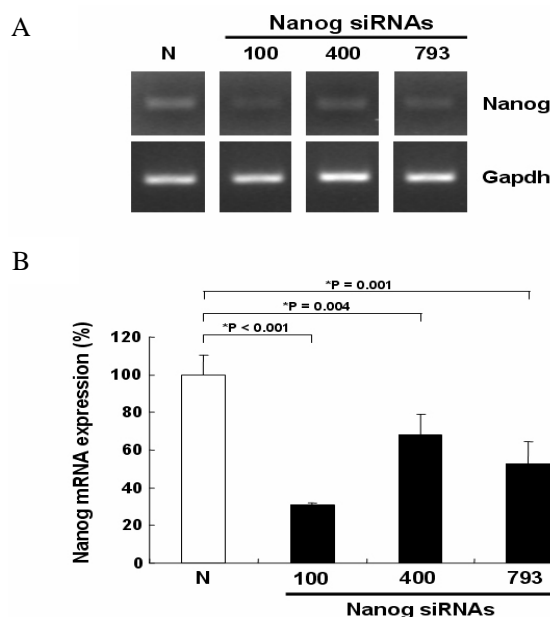 A
Nanog siRNAs
N 100 400 793
Nanog
Gapdh
B
*P = 0.001
*P = 0.004
*P < 0.001
Nanog mRNA expression (%)
120
100
80
60
40
20
0
N 100 400 793
Nanog siRNAs